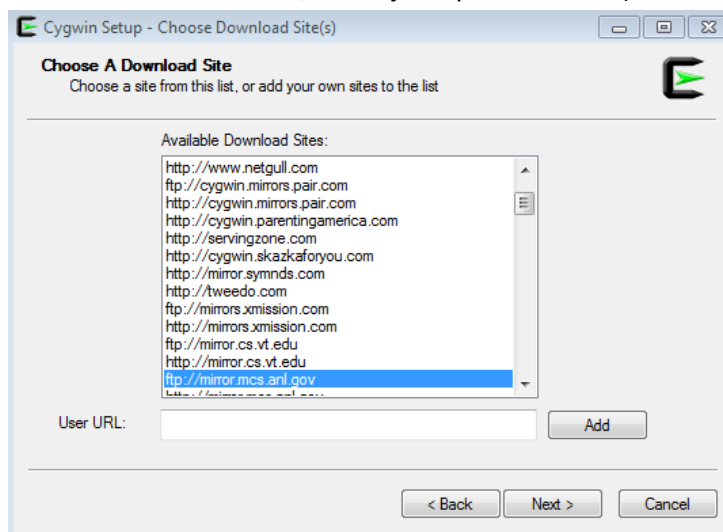 Cygwin Setup - Choose Download Site(s)
Choose A Download Site
Choose a site from this list, or add your own sites to the list
Available Download Sites:
http://www.netgull.com
ftp://cygwin.mirrors.pair.com
http://cygwin.mirrors.pair.com
http://cygwin.parentingamerica.com
http://servingzone.com
http://cygwin.skazkaforyou.com
http://mirror.symnds.com
http://tweedo.com
ftp://mirrors.xmission.com
http://mirrors.xmission.com
ftp://mirror.cs.vt.edu
http://mirror.cs.vt.edu
ftp://mirror.mcs.anl.gov
User URL:
Add
< Back
Next >
Cancel